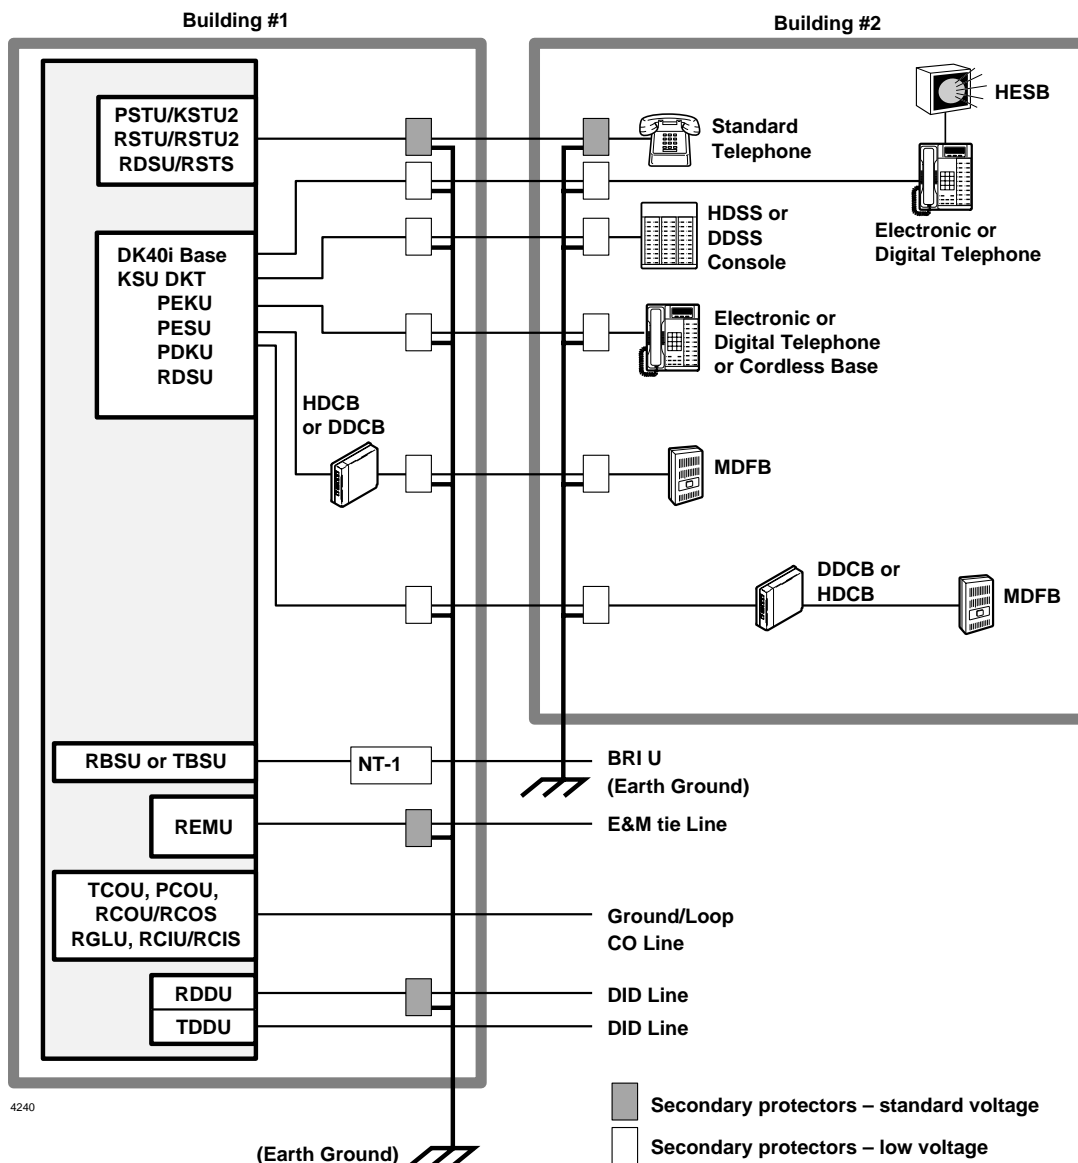 Building #1
Building #2
PSTU/KSTU2
RSTU/RSTU2
RDSU/RSTS
Standard
Telephone
HESB
HDSS or
DDSS
Console
Electronic or
Digital Telephone
DK40i Base
KSU DKT
PEKU
PESU
PDKU
RDSU
Electronic or
Digital Telephone
or Cordless Base
HDCB
or DDCB
MDFB
DDCB or
HDCB
MDFB
RBSU or TBSU
NT-1
BRI U
(Earth Ground)
REMU
E&M tie Line
TCOU, PCOU,
RCOU/RCOS
RGLU, RCIU/RCIS
Ground/Loop
CO Line
RDDU
DID Line
TDDU
DID Line
4240
Secondary protectors – standard voltage
Secondary protectors – low voltage
(Earth Ground)